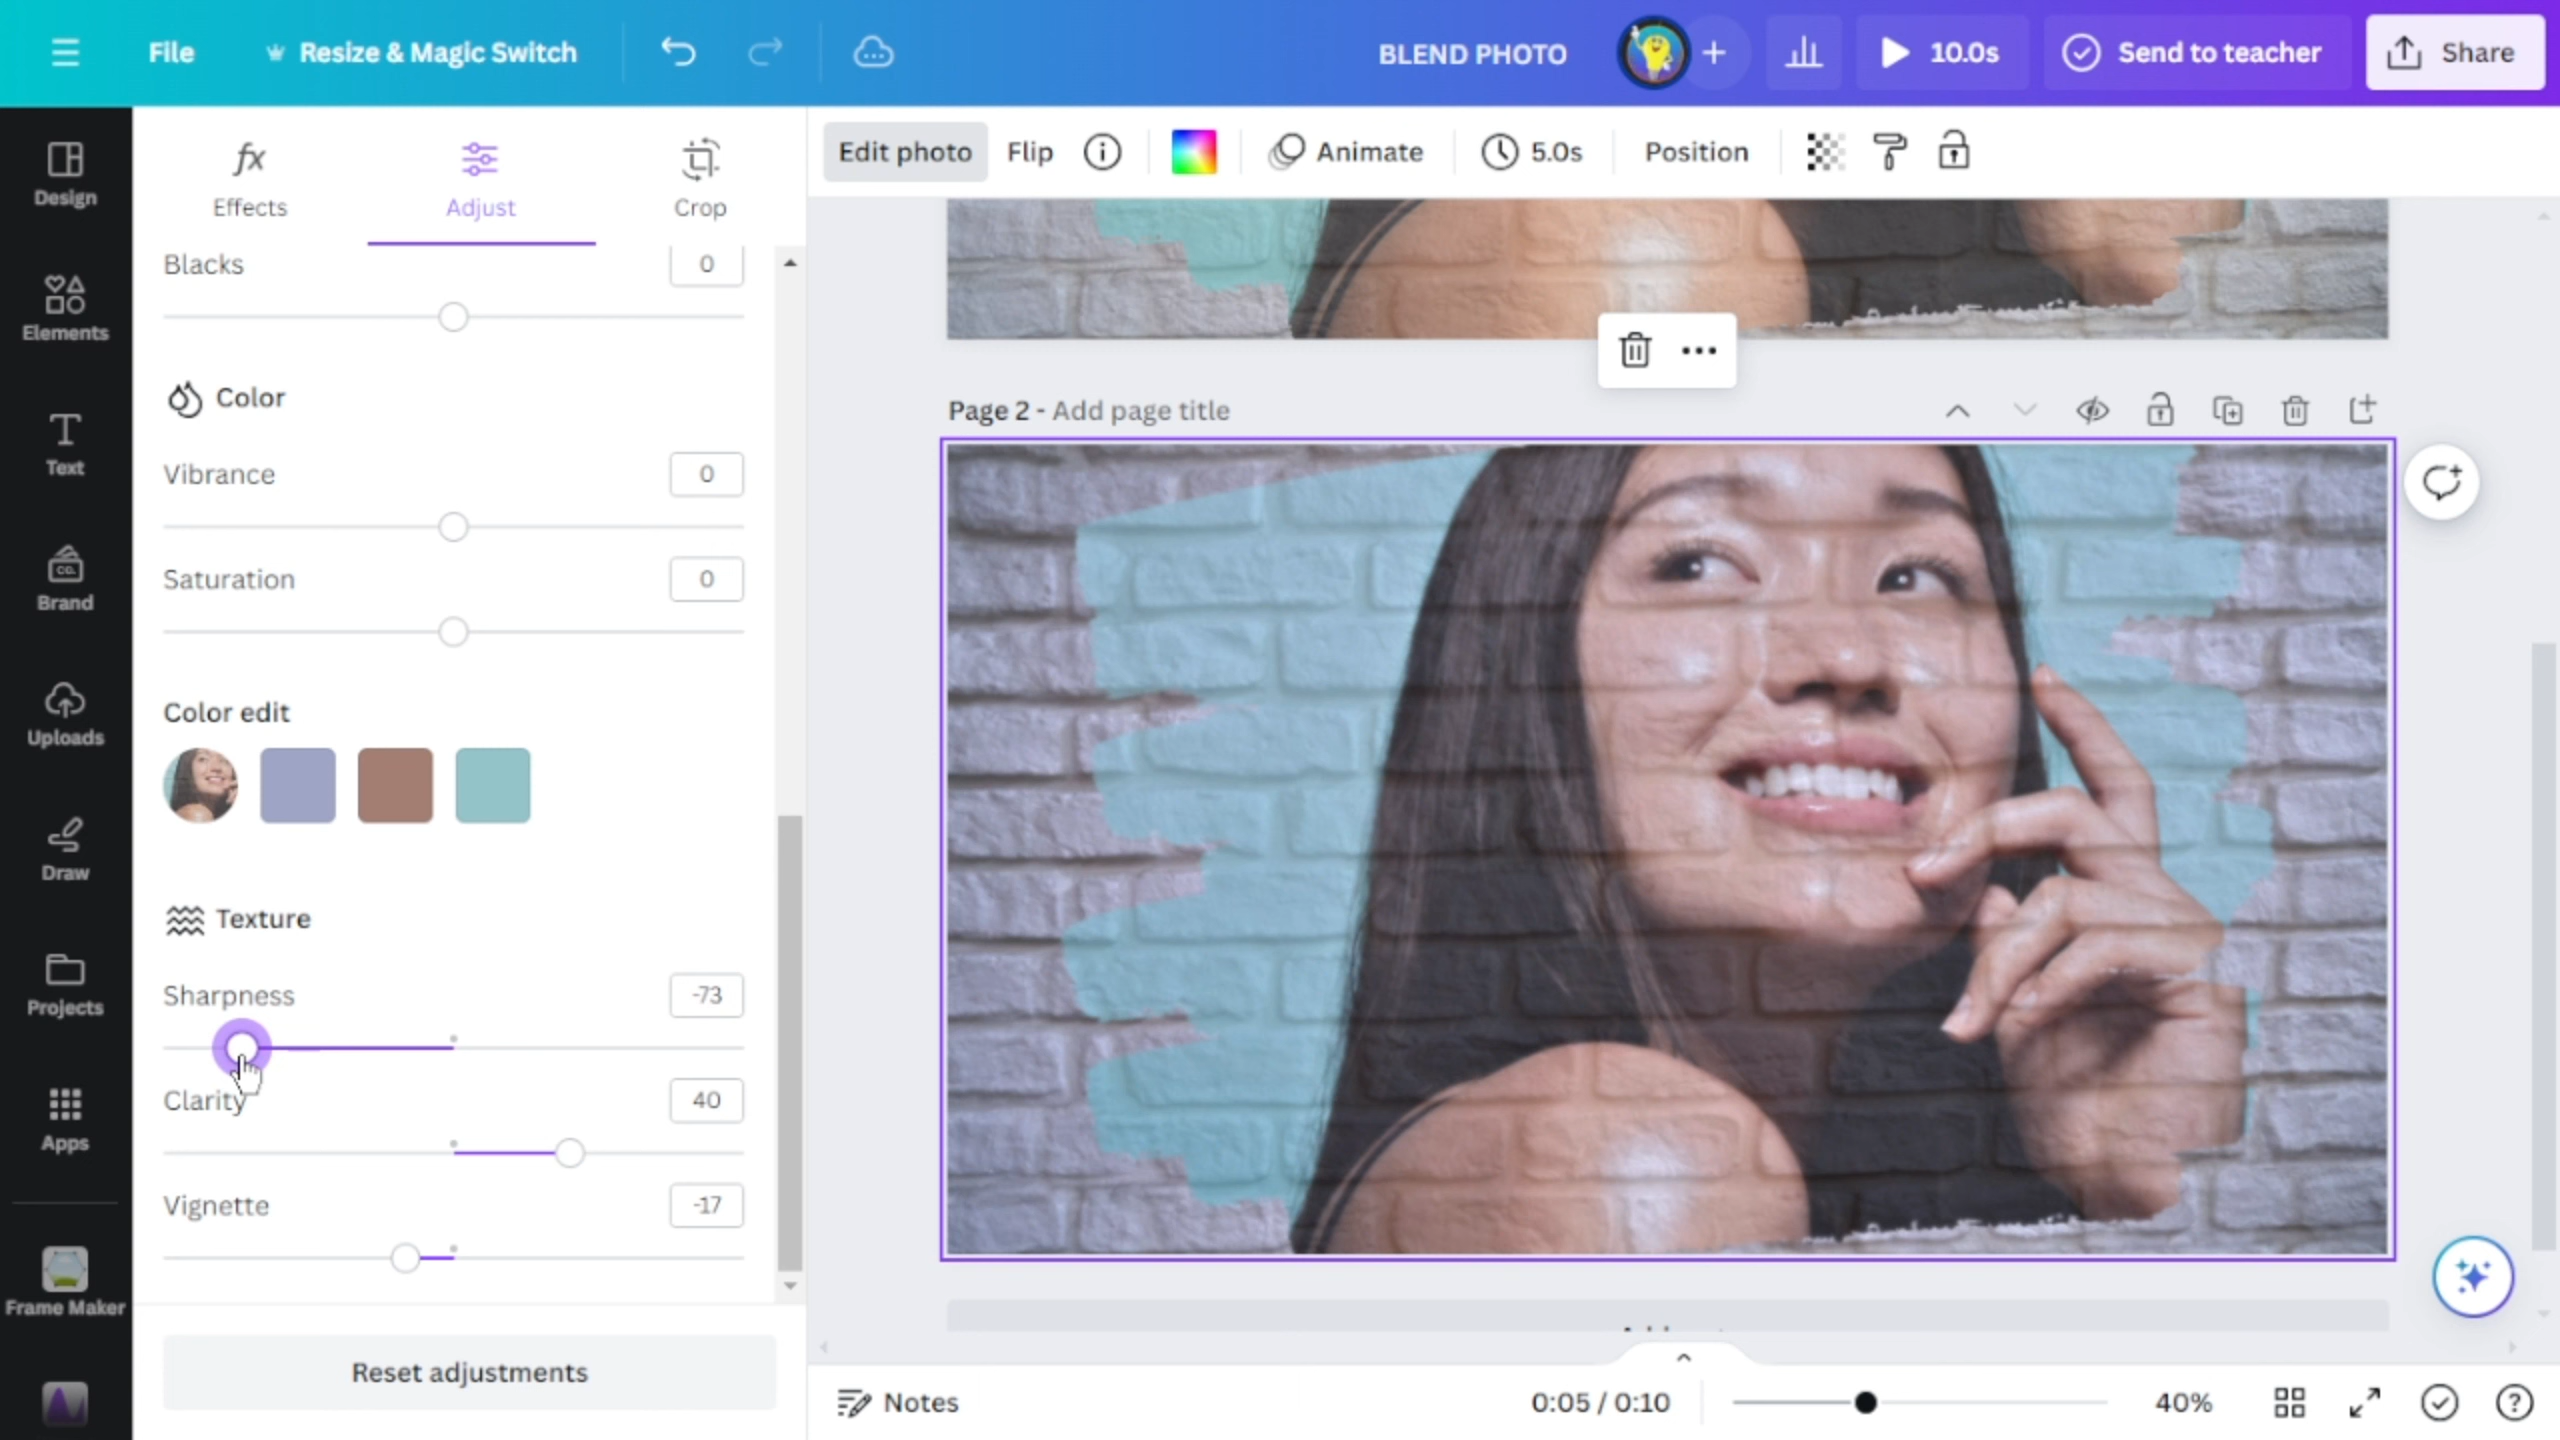 File
Resize & Magic Switch
BLEND PHOTO
10.0s
Send to teacher
Share
Design
Elements
Text
Brand
CO.
Uploads
Draw
Projects
Apps
Frame Maker
fx
Effects
Adjust
Crop
Blacks
0
Color
Vibrance
0
Saturation
0
Color edit
Texture
Sharpness
-73
Clarity
40
Vignette
-17
Reset adjustments
Edit photo
Flip
Animate
5.0s
Position
Page 2 - Add page title
Notes
0:05 / 0:10
40%